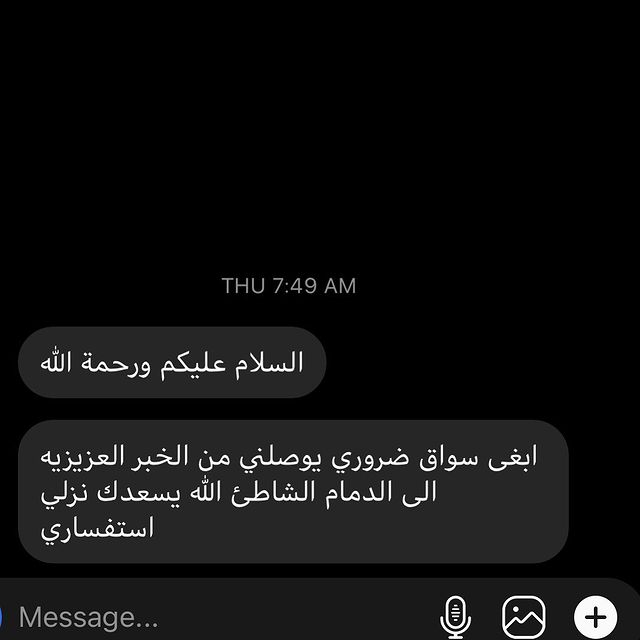 THU 7:49 AM
السلام عليكم ورحمة الله
ابغى سواق ضروري يوصلني من الخبر العزيزيه
الى الدمام الشاطئ الله يسعدك نزلي
استفساري
Message...